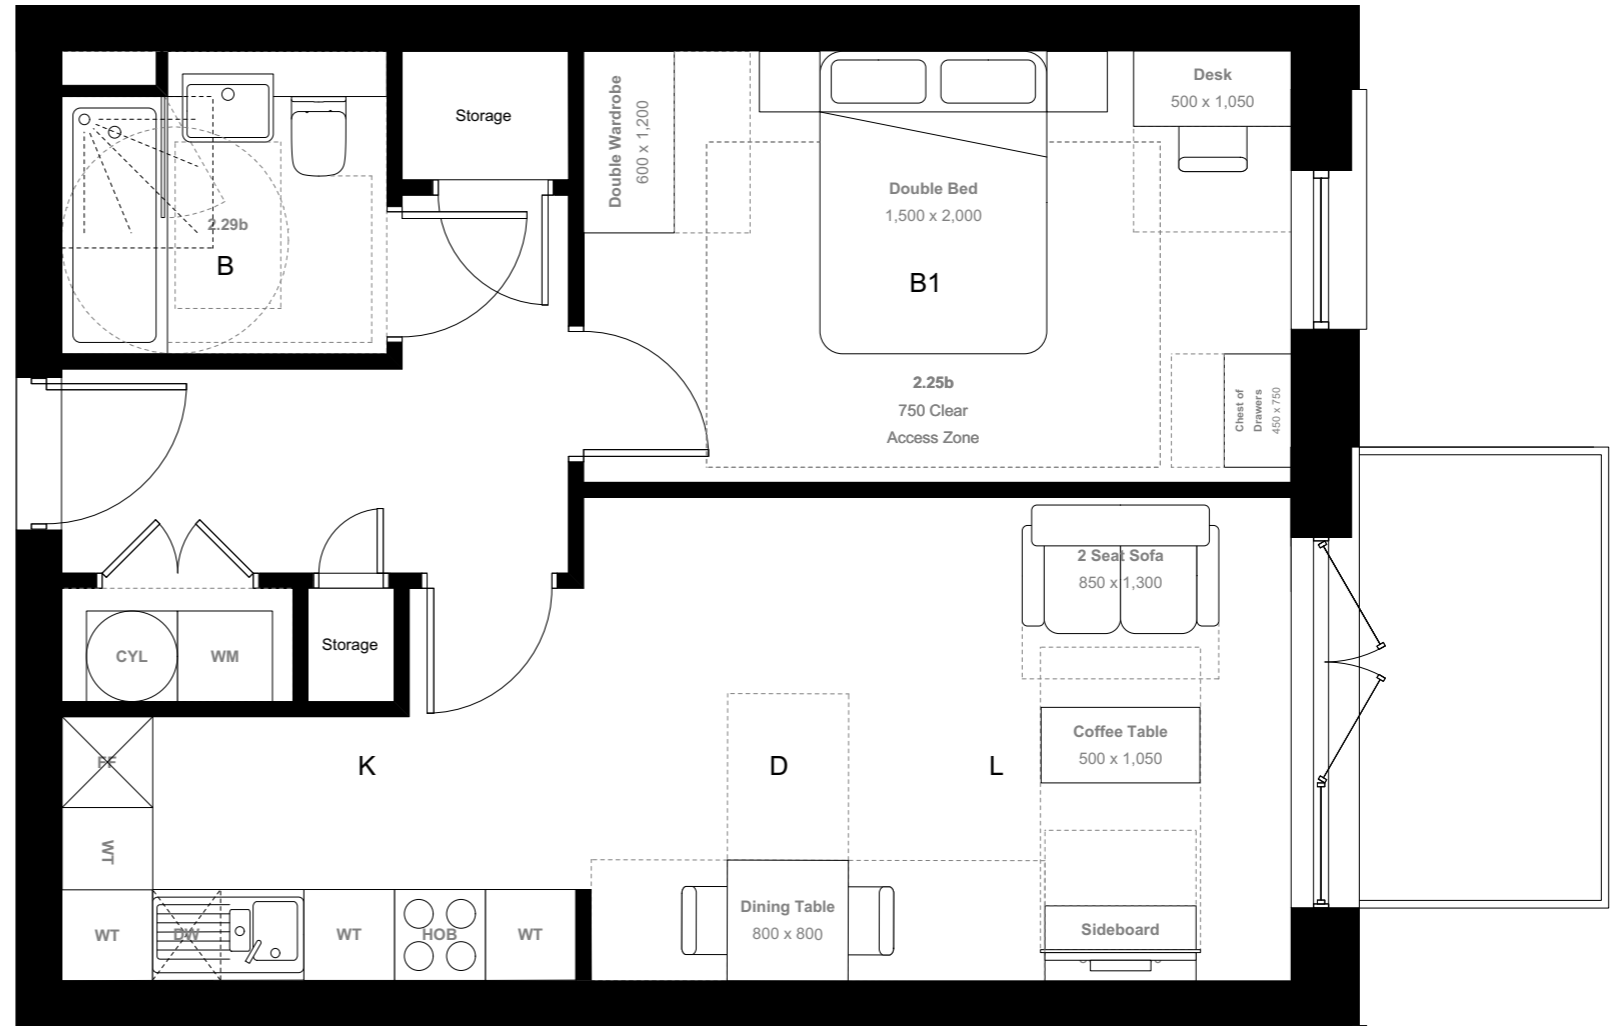 Storage
Double Wardrobe
600 x 1,200
Desk
500 x 1,050
Double Bed
1,500 x 2,000
2.29b
B
B1
2.25b
750 Clear
Access Zone
Chest of
Drawers
450 x 750
2 Seat Sofa
850 x 1,300
CYL
WM
Storage
Coffee Table
500 x 1,050
FF
K
D
L
WT
WT
DW
WT
HOB
WT
Dining Table
800 x 800
Sideboard